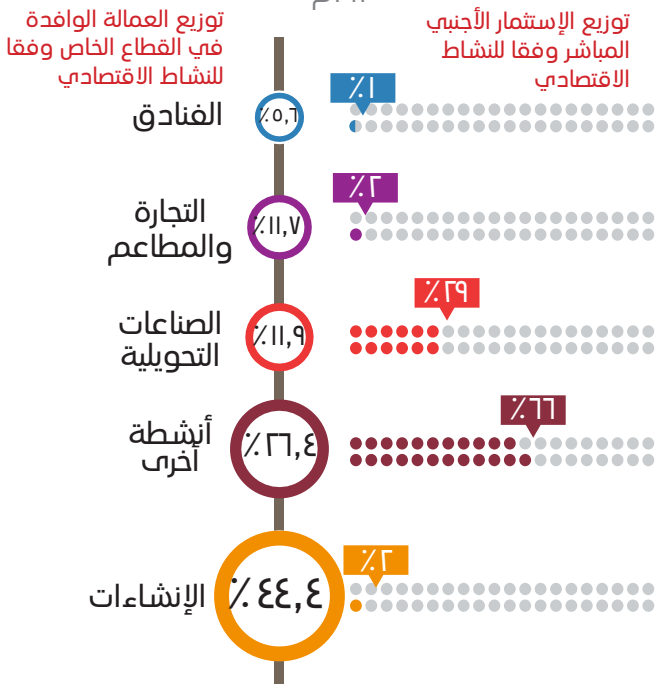 توزيع الإستثمار الأجنبي
المباشر وفقا للنشاط
الاقتصادي
توزيع العمالة الوافدة
في القطاع الخاص وفقا
للنشاط الاقتصادي
٪١
٪٥,٦
الفنادق
٪٢
٪١١,٧
التجارة
والمطاعم
٪٢٩
٪١١,٩
الصناعات
التحويلية
٪٦٦
٪٢٦,٤
أنشطة
أخرى
٪٢
٪٤٤,٤
الإنشاءات